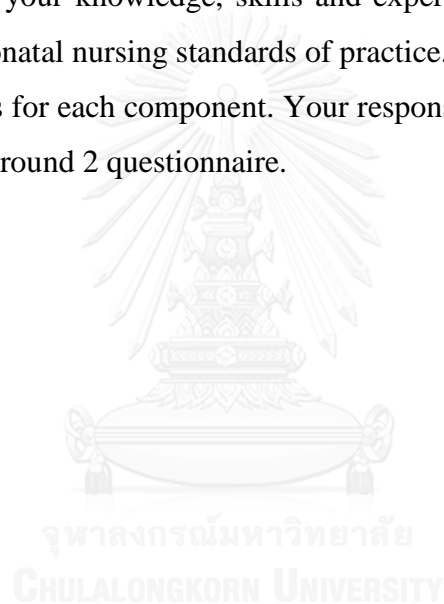 your knowledge, skills and exper
onatal nursing standards of practice.
s for each component. Your respon
round 2 questionnaire.
จุฬาลงกรณ์มหาวิทยาลัย
CHULALONGKORN UNIVERSITY